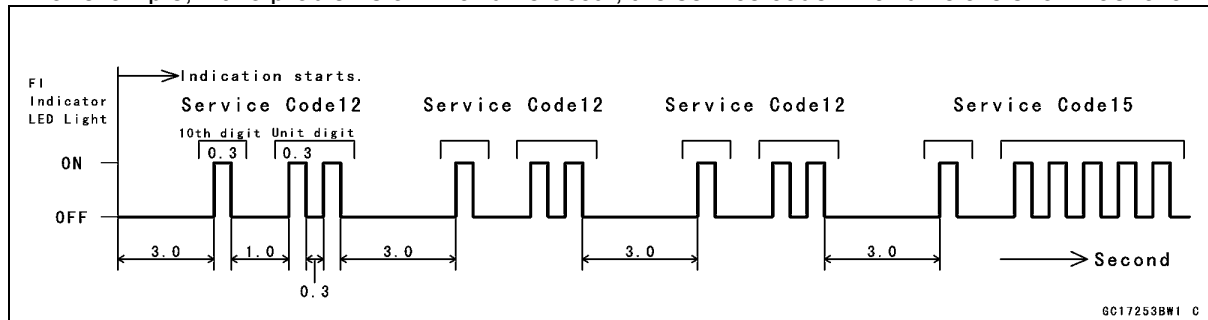 Indication starts.
FI
Indicator
LED Light
Service Code12
Service Code12
Service Code12
Service Code15
10th digit
Unit digit
0.3
0.3
ON
OFF
3.0
1.0
3.0
3.0
3.0
Second
0.3
GC17253BW1 C